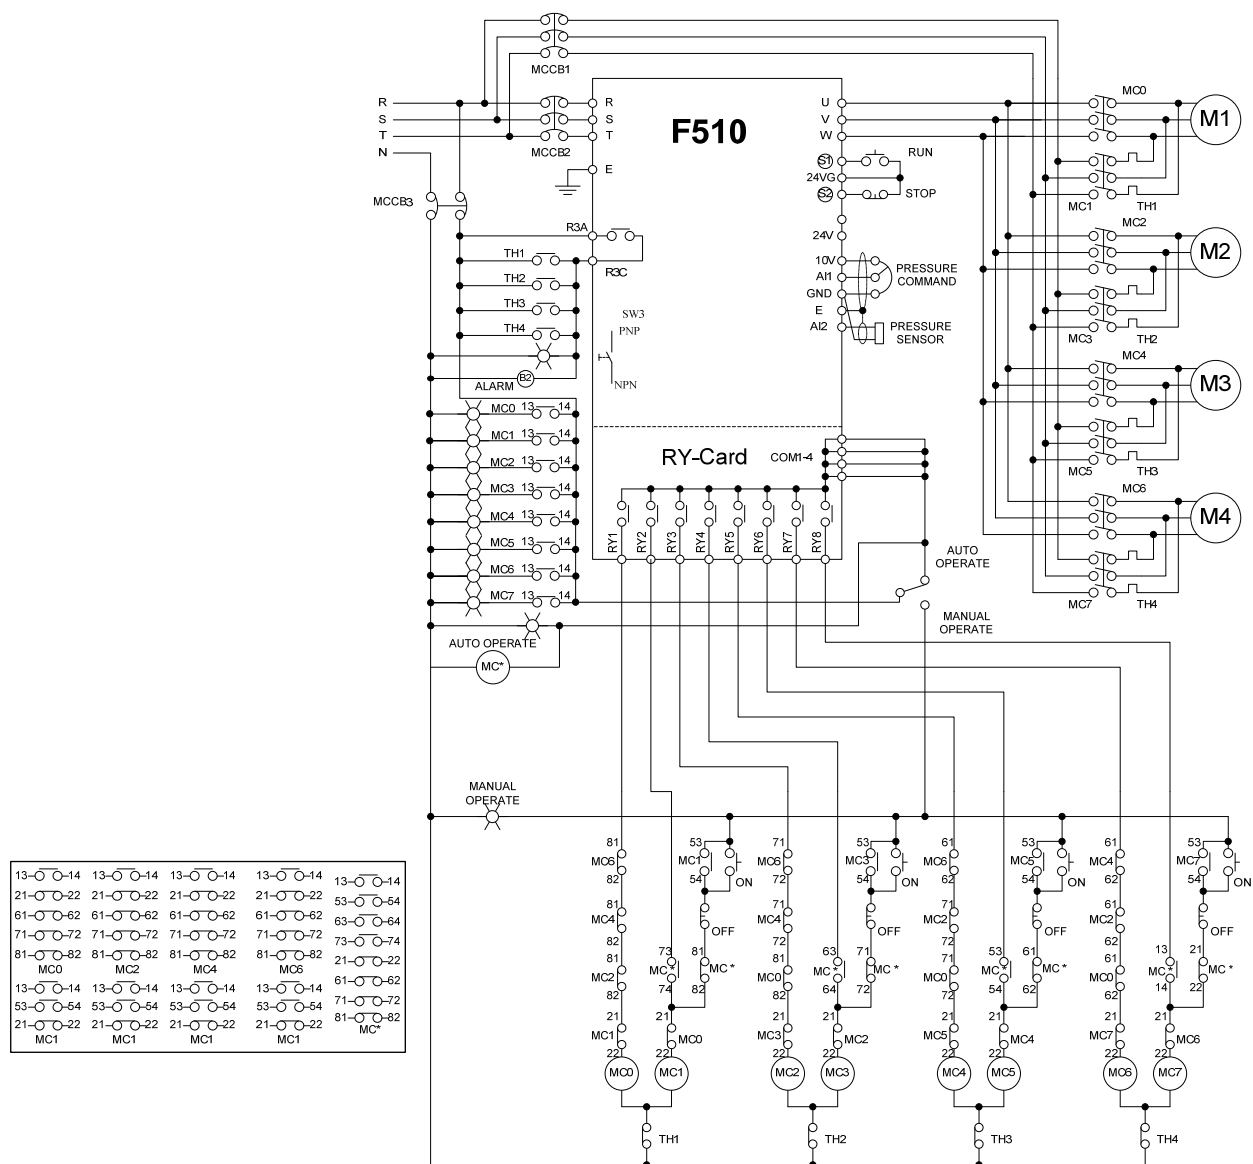 MCCB1
R
S
T
N
MCCB2
R
S
T
E
F510
U
V
W
S1
24VG
S2
RUN
STOP
24V
10V
AI1
GND
E
AI2
PRESSURE
COMMAND
PRESSURE
SENSOR
MCCB3
R3A
R3C
TH1
TH2
TH3
TH4
SW3
PNP
NPN
ALARM
B2
MC0
M1
MC1
TH1
MC2
M2
MC3
TH2
MC4
M3
MC5
TH3
MC6
M4
MC7
TH4
MC0 13 14
MC1 13 14
MC2 13 14
MC3 13 14
MC4 13 14
MC5 13 14
MC6 13 14
MC7 13 14
RY-Card
COM1-4
RY1
RY2
RY3
RY4
RY5
RY6
RY7
RY8
AUTO
OPERATE
MANUAL
OPERATE
AUTO OPERATE
MC*
MANUAL
OPERATE
81
MC6
82
81
MC4
82
81
MC2
82
21
MC1
22
MC0
73
MC*
74
21
MC0
22
MC1
53
MC1
54
ON
OFF
81
MC*
82
TH1
71
MC6
72
71
MC4
72
81
MC0
82
21
MC3
22
MC2
63
MC*
64
21
MC2
22
MC3
53
MC3
54
ON
OFF
71
MC*
72
TH2
61
MC6
62
71
MC2
72
71
MC0
72
21
MC5
22
MC4
53
MC*
54
21
MC4
22
MC5
53
MC5
54
ON
OFF
61
MC*
62
TH3
61
MC4
62
61
MC2
62
61
MC0
62
21
MC7
22
MC6
13
MC*
14
21
MC6
22
MC7
53
MC7
54
ON
OFF
21
MC*
22
TH4
13 14 13 14 13 14 13 14
21 22 21 22 21 22 21 22
61 62 61 62 61 62 61 62
71 72 71 72 71 72 71 72
81 82 81 82 81 82 81 82
MC0 MC2 MC4 MC6
13 14 13 14 13 14 13 14
53 54 53 54 53 54 53 54
21 22 21 22 21 22 21 22
MC1 MC1 MC1 MC1
13 14
53 54
63 64
73 74
21 22
61 62
71 72
81 82
MC*